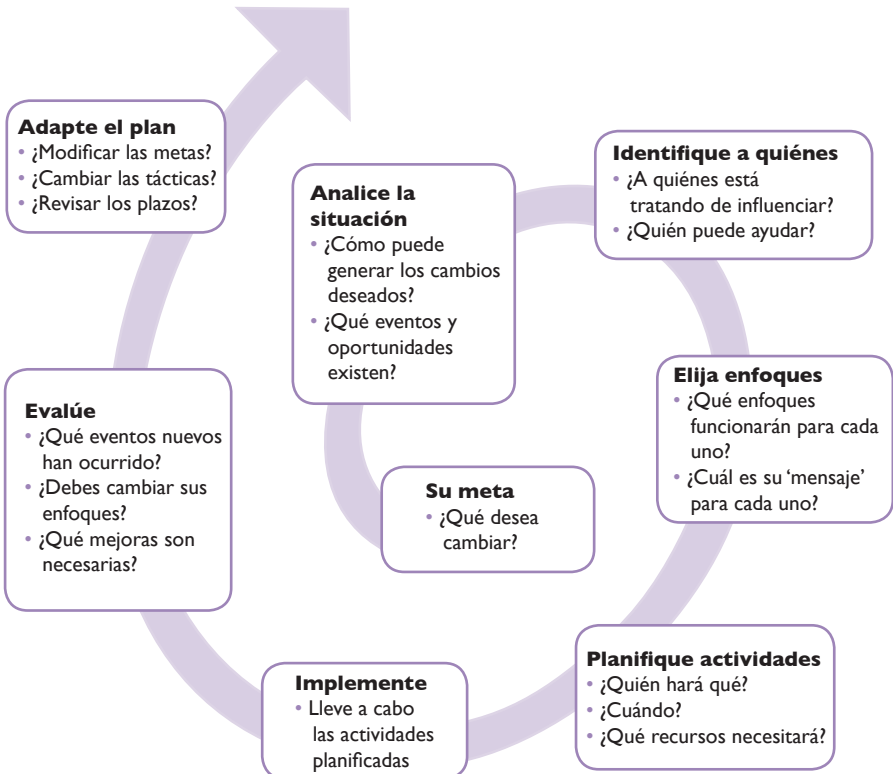 Su meta
• ¿Qué desea
cambiar?
Analice la
situación
• ¿Cómo puede
generar los cambios
deseados?
• ¿Qué eventos y
oportunidades
existen?
Identifique a quiénes
• ¿A quiénes está
tratando de influenciar?
• ¿Quién puede ayudar?
Elija enfoques
• ¿Qué enfoques
funcionarán para cada
uno?
• ¿Cuál es su ‘mensaje’
para cada uno?
Planifique actividades
• ¿Quién hará qué?
• ¿Cuándo?
• ¿Qué recursos necesitará?
Implemente
• Lleve a cabo
las actividades
planificadas
Evalúe
• ¿Qué eventos nuevos
han ocurrido?
• ¿Debes cambiar sus
enfoques?
• ¿Qué mejoras son
necesarias?
Adapte el plan
• ¿Modificar las metas?
• ¿Cambiar las tácticas?
• ¿Revisar los plazos?